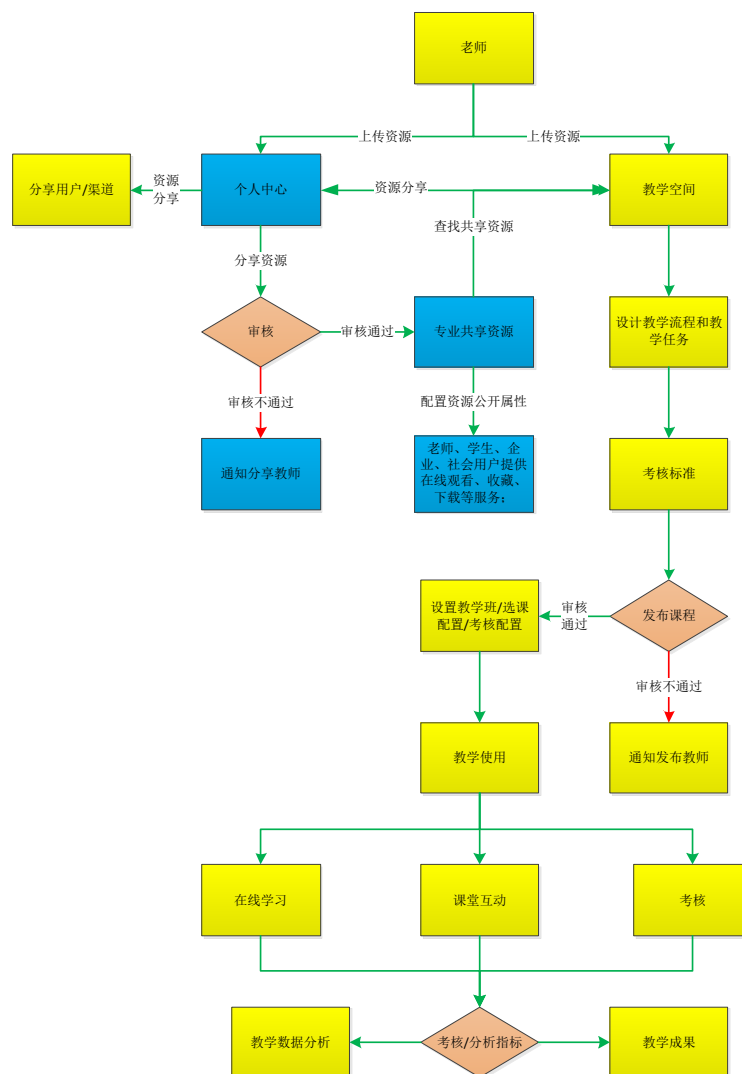 老师
上传资源
上传资源
分享用户/渠道
资源
分享
个人中心
资源分享
教学空间
查找共享资源
分享资源
审核
审核通过
专业共享资源
设计教学流程和教
学任务
审核不通过
配置资源公开属性
通知分享教师
老师、学生、企
业、社会用户提供
在线观看、收藏、
下载等服务；
考核标准
设置教学班/选课
配置/考核配置
审核
通过
发布课程
审核不通过
教学使用
通知发布教师
在线学习
课堂互动
考核
教学数据分析
考核/分析指标
教学成果